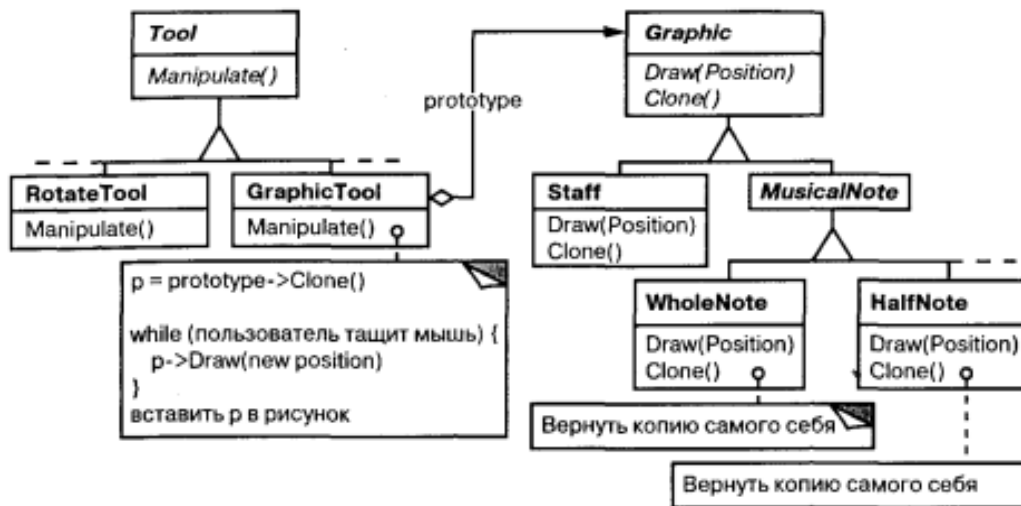 Tool
Manipulate()
Graphic
Draw(Position)
Clone()
prototype
RotateTool
Manipulate()
GraphicTool
Manipulate()
Staff
Draw(Position)
Clone()
MusicalNote
p = prototype->Clone()
while (пользователь тащит мышь) {
p->Draw(new position)
}
вставить p в рисунок
WholeNote
Draw(Position)
Clone()
HalfNote
Draw(Position)
Clone()
Вернуть копию самого себя
Вернуть копию самого себя